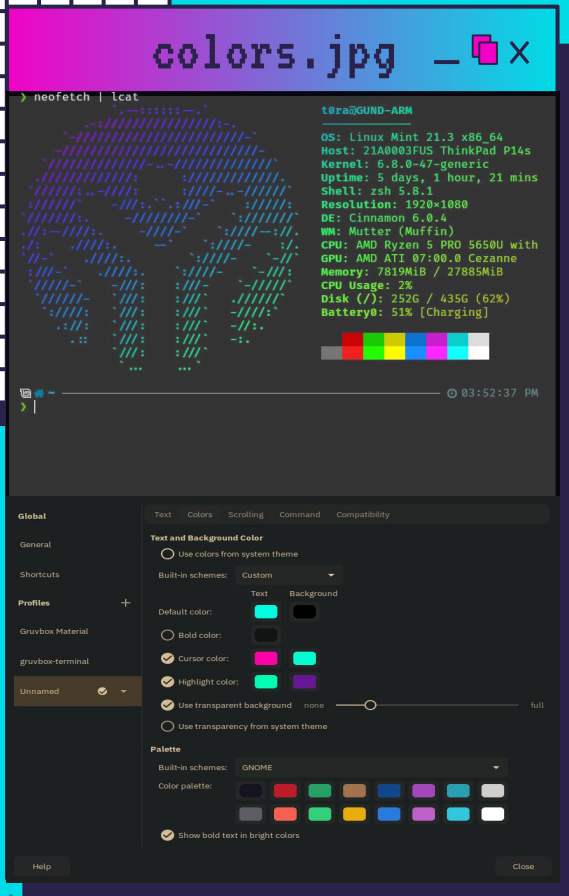 colors.jpg
❯ neofetch | lcat
t0ra@GUND-ARM
OS: Linux Mint 21.3 x86_64
Host: 21A0003FUS ThinkPad P14s
Kernel: 6.8.0-47-generic
Uptime: 5 days, 1 hour, 21 mins
Shell: zsh 5.8.1
Resolution: 1920×1080
DE: Cinnamon 6.0.4
WM: Mutter (Muffin)
CPU: AMD Ryzen 5 PRO 5650U with
GPU: AMD ATI 07:00.0 Cezanne
Memory: 7819MiB / 27885MiB
CPU Usage: 2%
Disk (/): 252G / 435G (62%)
Battery0: 51% [Charging]
~ 03:52:37 PM
❯
Global
General
Shortcuts
Profiles +
Gruvbox Material
gruvbox-terminal
Unnamed
Text Colors Scrolling Command Compatibility
Text and Background Color
Use colors from system theme
Built-in schemes: Custom
Text Background
Default color:
Bold color:
Cursor color:
Highlight color:
Use transparent background none full
Use transparency from system theme
Palette
Built-in schemes: GNOME
Color palette:
Show bold text in bright colors
Help Close